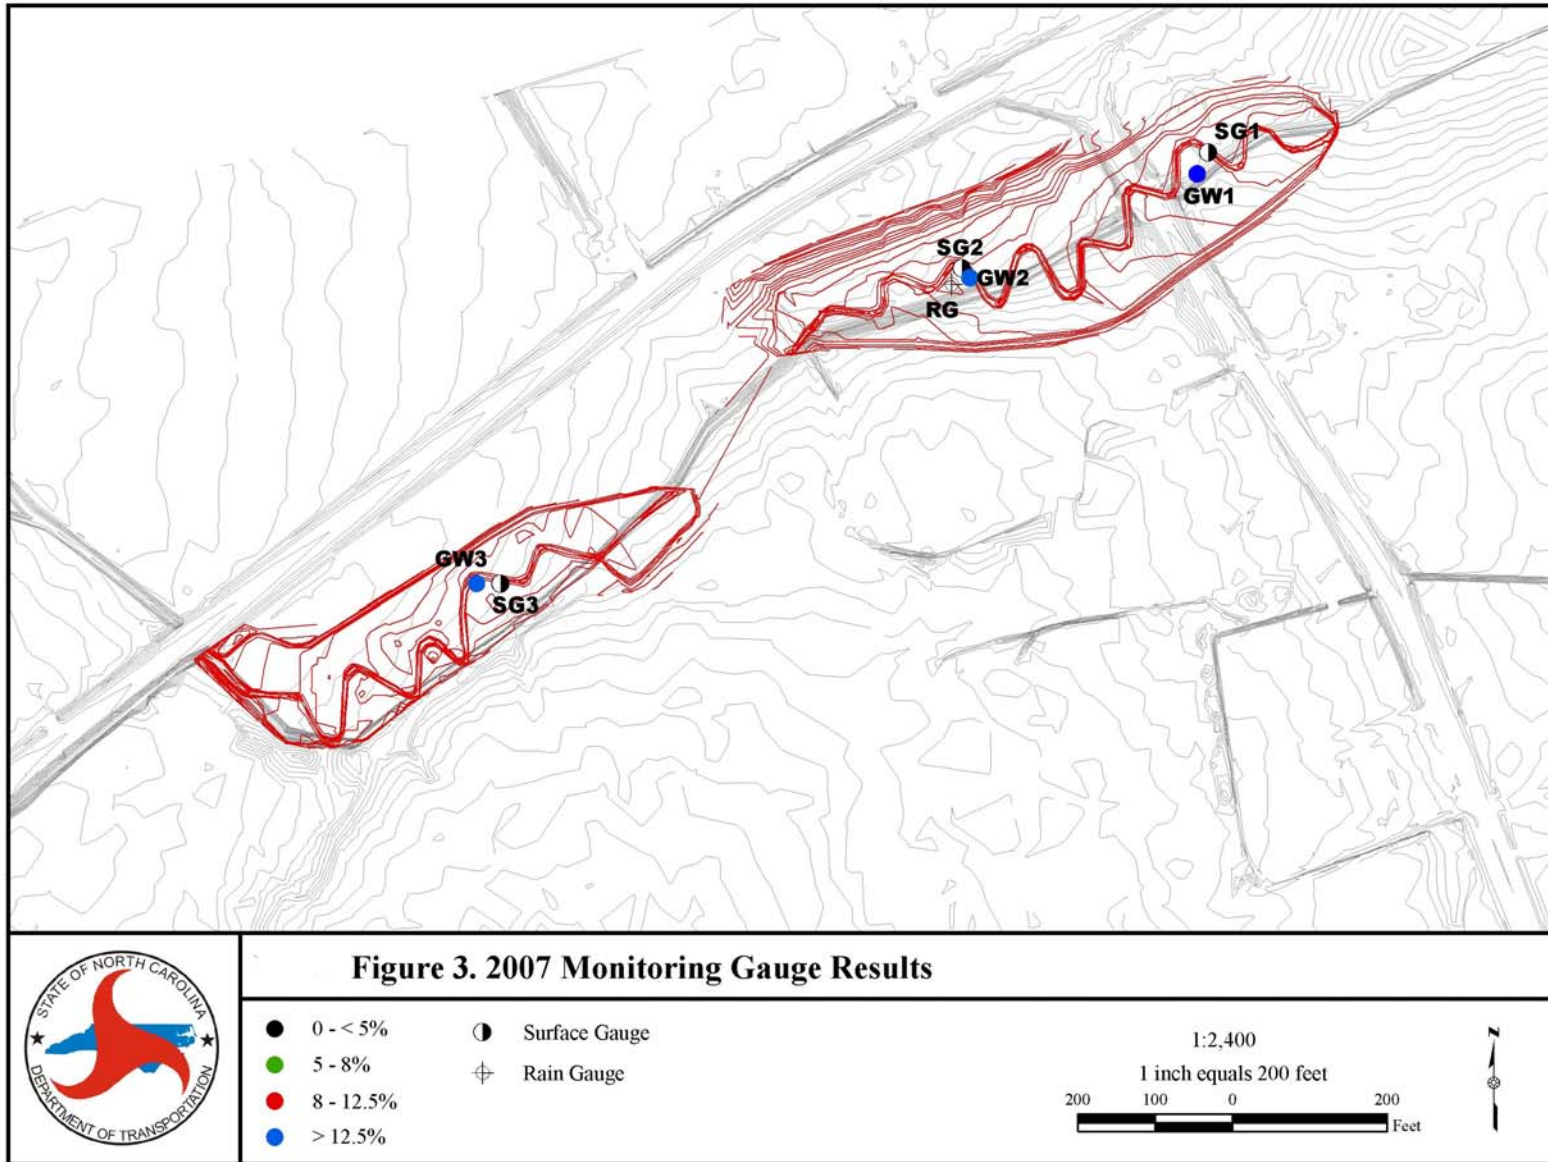 SG1
GW1
SG2
GW2
RG
GW3
SG3
Figure 3. 2007 Monitoring Gauge Results
STATE OF NORTH CAROLINA
DEPARTMENT OF TRANSPORTATION
0 - < 5%
5 - 8%
8 - 12.5%
> 12.5%
Surface Gauge
Rain Gauge
1:2,400
1 inch equals 200 feet
200 100 0 200
Feet
N